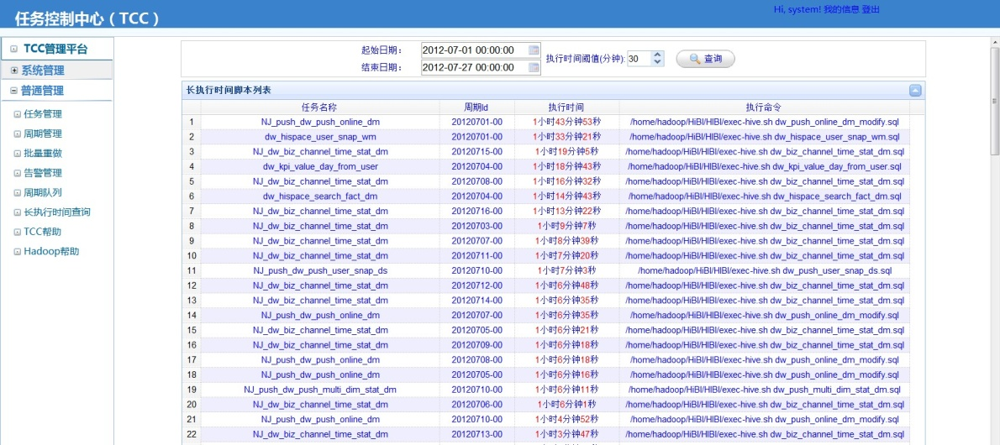 任务控制中心（TCC）
Hi, system! 我的信息 登出
TCC管理平台
系统管理
普通管理
任务管理
周期管理
批量重做
告警管理
周期队列
长执行时间查询
TCC帮助
Hadoop帮助
起始日期： 2012-07-01 00:00:00
结束日期： 2012-07-27 00:00:00
执行时间阈值(分钟): 30 查询
长执行时间脚本列表
任务名称 周期Id 执行时间 执行命令
1 NJ_push_dw_push_online_dm 20120701-00 1小时43分钟53秒 /home/hadoop/HiBI/HIBI/exec-hive.sh dw_push_online_dm_modify.sql
2 dw_hispace_user_snap_wm 20120701-00 1小时33分钟21秒 /home/hadoop/HiBI/HIBI/exec-hive.sh dw_hispace_user_snap_wm.sql
3 NJ_dw_biz_channel_time_stat_dm 20120715-00 1小时19分钟5秒 /home/hadoop/HiBI/HIBI/exec-hive.sh dw_biz_channel_time_stat_dm.sql
4 dw_kpi_value_day_from_user 20120704-00 1小时18分钟43秒 /home/hadoop/HiBI/HIBI/exec-hive.sh dw_kpi_value_day_from_user.sql
5 NJ_dw_biz_channel_time_stat_dm 20120708-00 1小时16分钟32秒 /home/hadoop/HiBI/HIBI/exec-hive.sh dw_biz_channel_time_stat_dm.sql
6 dw_hispace_search_fact_dm 20120704-00 1小时14分钟43秒 /home/hadoop/HiBI/HIBI/exec-hive.sh dw_hispace_search_fact_dm.sql
7 NJ_dw_biz_channel_time_stat_dm 20120716-00 1小时13分钟22秒 /home/hadoop/HiBI/HIBI/exec-hive.sh dw_biz_channel_time_stat_dm.sql
8 NJ_dw_biz_channel_time_stat_dm 20120703-00 1小时9分钟7秒 /home/hadoop/HiBI/HIBI/exec-hive.sh dw_biz_channel_time_stat_dm.sql
9 NJ_dw_biz_channel_time_stat_dm 20120707-00 1小时8分钟39秒 /home/hadoop/HiBI/HIBI/exec-hive.sh dw_biz_channel_time_stat_dm.sql
10 NJ_dw_biz_channel_time_stat_dm 20120711-00 1小时7分钟20秒 /home/hadoop/HiBI/HIBI/exec-hive.sh dw_biz_channel_time_stat_dm.sql
11 NJ_push_dw_push_user_snap_ds 20120710-00 1小时7分钟3秒 /home/hadoop/HiBI/HIBI/exec-hive.sh dw_push_user_snap_ds.sql
12 NJ_dw_biz_channel_time_stat_dm 20120712-00 1小时6分钟48秒 /home/hadoop/HiBI/HIBI/exec-hive.sh dw_biz_channel_time_stat_dm.sql
13 NJ_dw_biz_channel_time_stat_dm 20120714-00 1小时6分钟35秒 /home/hadoop/HiBI/HIBI/exec-hive.sh dw_biz_channel_time_stat_dm.sql
14 NJ_push_dw_push_online_dm 20120707-00 1小时6分钟35秒 /home/hadoop/HiBI/HIBI/exec-hive.sh dw_push_online_dm_modify.sql
15 NJ_dw_biz_channel_time_stat_dm 20120705-00 1小时6分钟21秒 /home/hadoop/HiBI/HIBI/exec-hive.sh dw_biz_channel_time_stat_dm.sql
16 NJ_dw_biz_channel_time_stat_dm 20120709-00 1小时6分钟18秒 /home/hadoop/HiBI/HIBI/exec-hive.sh dw_biz_channel_time_stat_dm.sql
17 NJ_push_dw_push_online_dm 20120708-00 1小时6分钟18秒 /home/hadoop/HiBI/HIBI/exec-hive.sh dw_push_online_dm_modify.sql
18 NJ_push_dw_push_online_dm 20120705-00 1小时6分钟16秒 /home/hadoop/HiBI/HIBI/exec-hive.sh dw_push_online_dm_modify.sql
19 NJ_push_dw_push_multi_dim_stat_dm 20120710-00 1小时6分钟11秒 /home/hadoop/HiBI/HIBI/exec-hive.sh dw_push_multi_dim_stat_dm.sql
20 NJ_dw_biz_channel_time_stat_dm 20120706-00 1小时6分钟1秒 /home/hadoop/HiBI/HIBI/exec-hive.sh dw_biz_channel_time_stat_dm.sql
21 NJ_push_dw_push_online_dm 20120710-00 1小时4分钟52秒 /home/hadoop/HiBI/HIBI/exec-hive.sh dw_push_online_dm_modify.sql
22 NJ_dw_biz_channel_time_stat_dm 20120713-00 1小时3分钟47秒 /home/hadoop/HiBI/HIBI/exec-hive.sh dw_biz_channel_time_stat_dm.sql